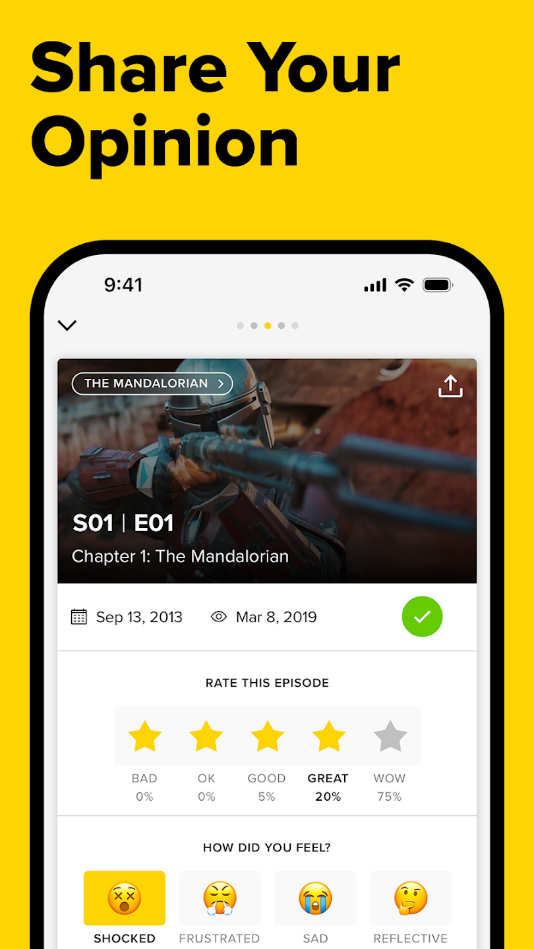 Share Your
Opinion
9:41
THE MANDALORIAN
S01 | E01
Chapter 1: The Mandalorian
Sep 13, 2013 Mar 8, 2019
RATE THIS EPISODE
BAD OK GOOD GREAT WOW
0% 0% 5% 20% 75%
HOW DID YOU FEEL?
SHOCKED FRUSTRATED SAD REFLECTIVE